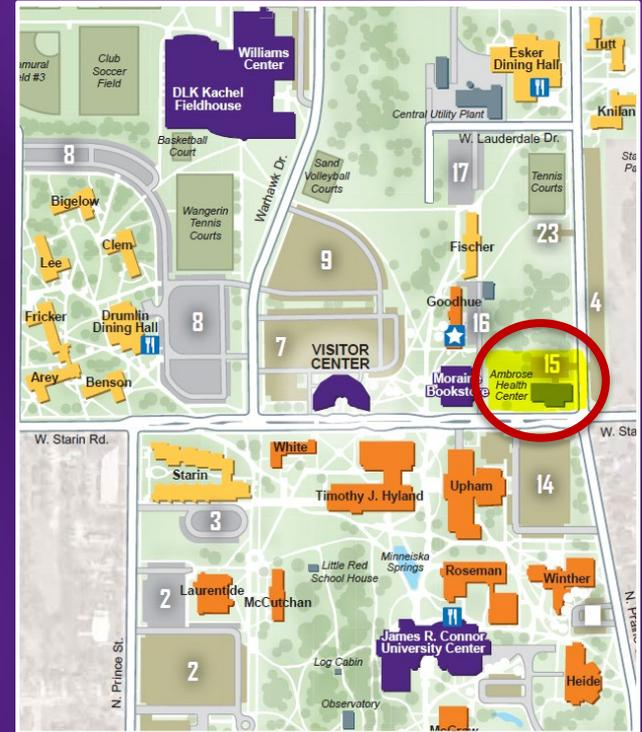 Williams
Center
DLK Kachel
Fieldhouse
Club
Soccer
Field
Field #3
Basketball
Court
Esker
Dining Hall
Tutt
Central Utility Plant
W. Lauderdale Dr.
8
Bigelow
Wangerin
Tennis
Courts
Warhawk Dr.
Sand
Volleyball
Courts
17
Tennis
Courts
Lee
Clem
9
Fischer
23
4
Fricker
Drumlin
Dining Hall
8
7
Goodhue
16
VISITOR
CENTER
15
Arey
Benson
Moraine
Bookstore
Ambrose
Health
Center
W. Starin Rd.
Starin
White
Timothy J. Hyland
Upham
14
3
Little Red
School House
Minneiska
Springs
Roseman
Winther
2
Laurentide
McCutchan
James R. Connor
University Center
2
N. Prince St.
Log Cabin
Heide
Observatory
McGraw